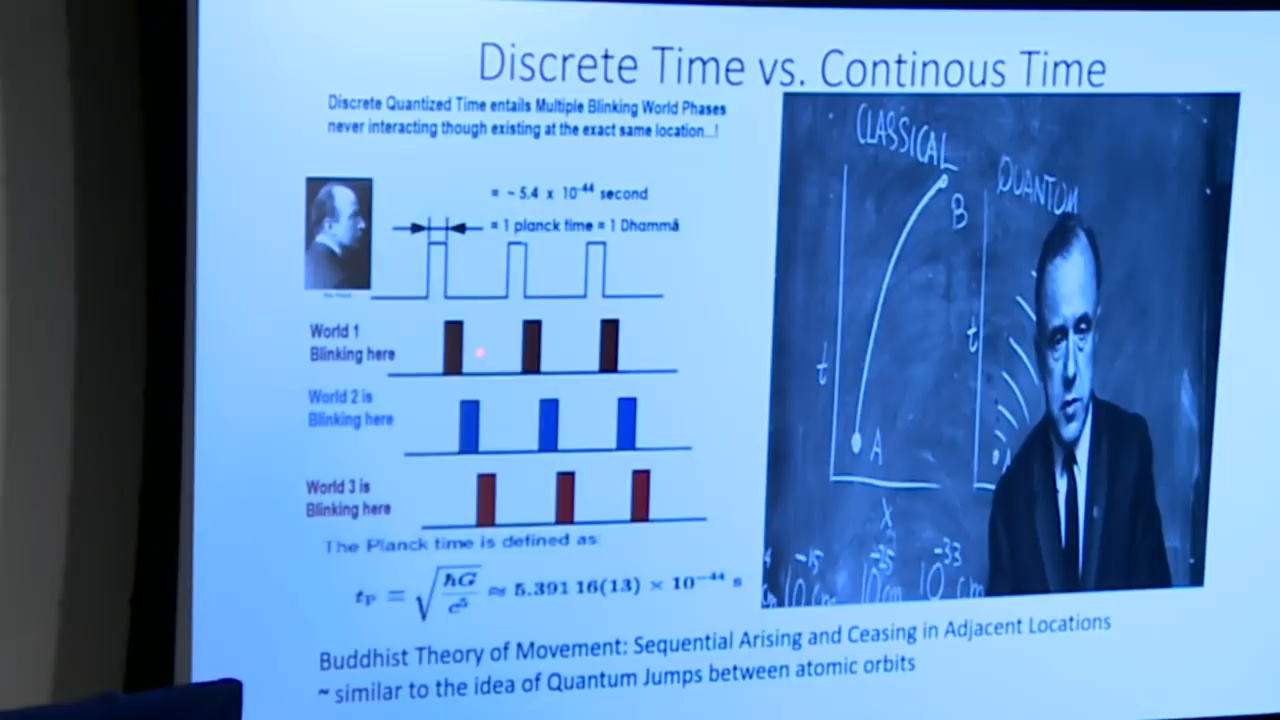 Discrete Time vs. Continous Time
Discrete Quantized Time entails Multiple Blinking World Phases
never interacting though existing at the exact same location...!
= ~ 5.4 x 10⁻⁴⁴ second
= 1 planck time = 1 Dhammā
World 1
Blinking here
World 2 is
Blinking here
World 3 is
Blinking here
The Planck time is defined as:
tₚ = √(ħG/c⁵) ≈ 5.391 16(13) × 10⁻⁴⁴ s
CLASSICAL
B
t
A
X
QUANTUM
t
10⁻¹⁵ cm 10⁻²⁵ cm 10⁻³³ cm
Buddhist Theory of Movement: Sequential Arising and Ceasing in Adjacent Locations
~ similar to the idea of Quantum Jumps between atomic orbits